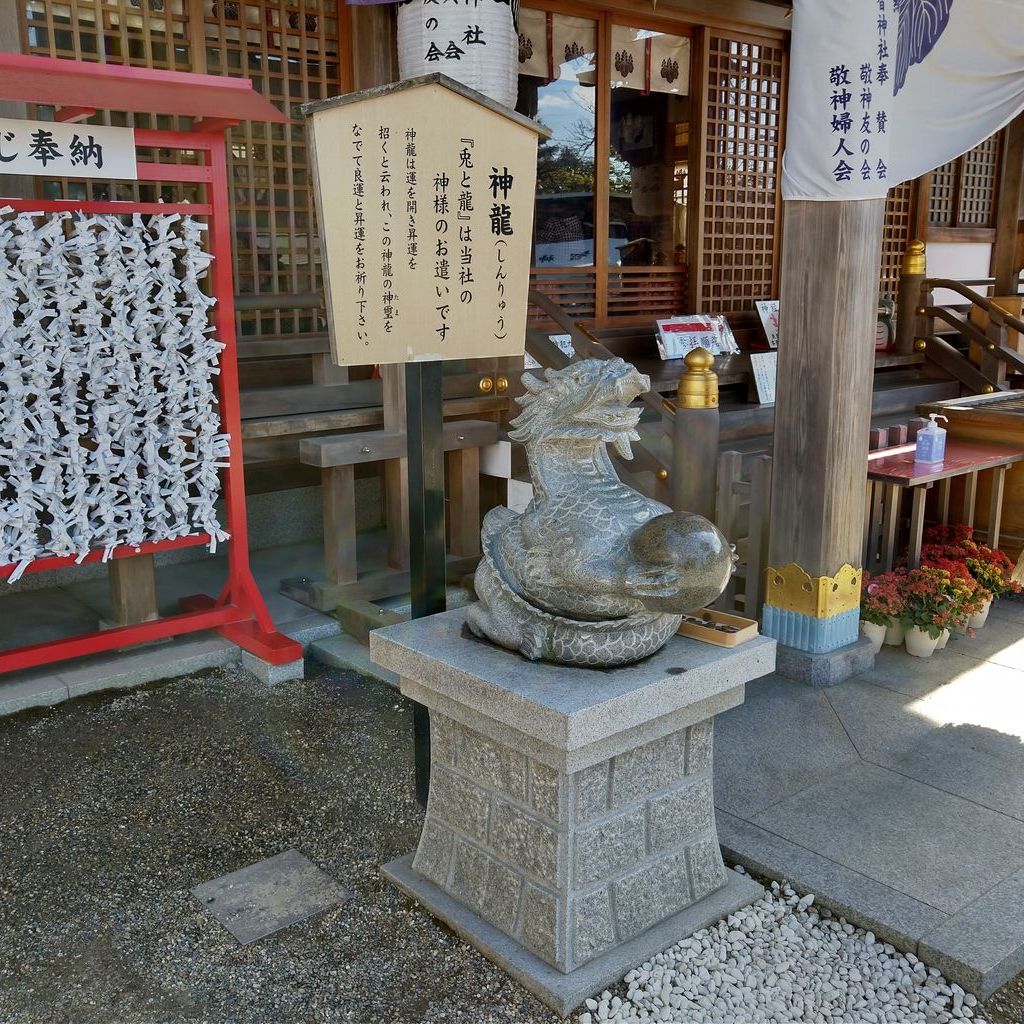 神龍(しんりゅう)
『兎と龍』は当社の
神様のお遣いです
神龍は運を開き昇運を
招くと云われ、この神龍の神璽を
たま
なでて良運と昇運をお祈り下さい。
じ奉納
神社
友の会
会
神社奉賛会
敬神友の会
敬神婦人会